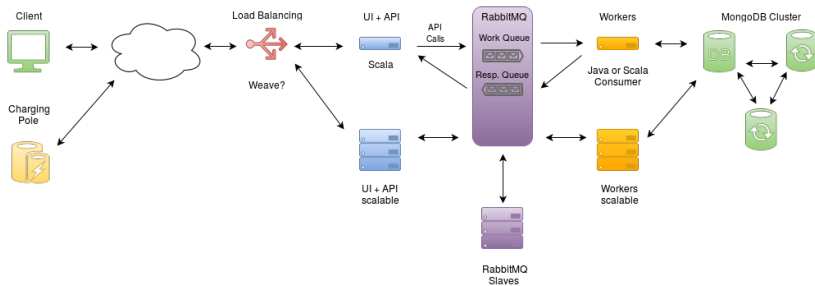 Client
Load Balancing
UI + API
RabbitMQ
Workers
MongoDB Cluster
API
Calls
Work Queue
DB
Scala
Resp. Queue
Java or Scala
Consumer
Weave?
Charging
Pole
UI + API
scalable
Workers
scalable
RabbitMQ
Slaves